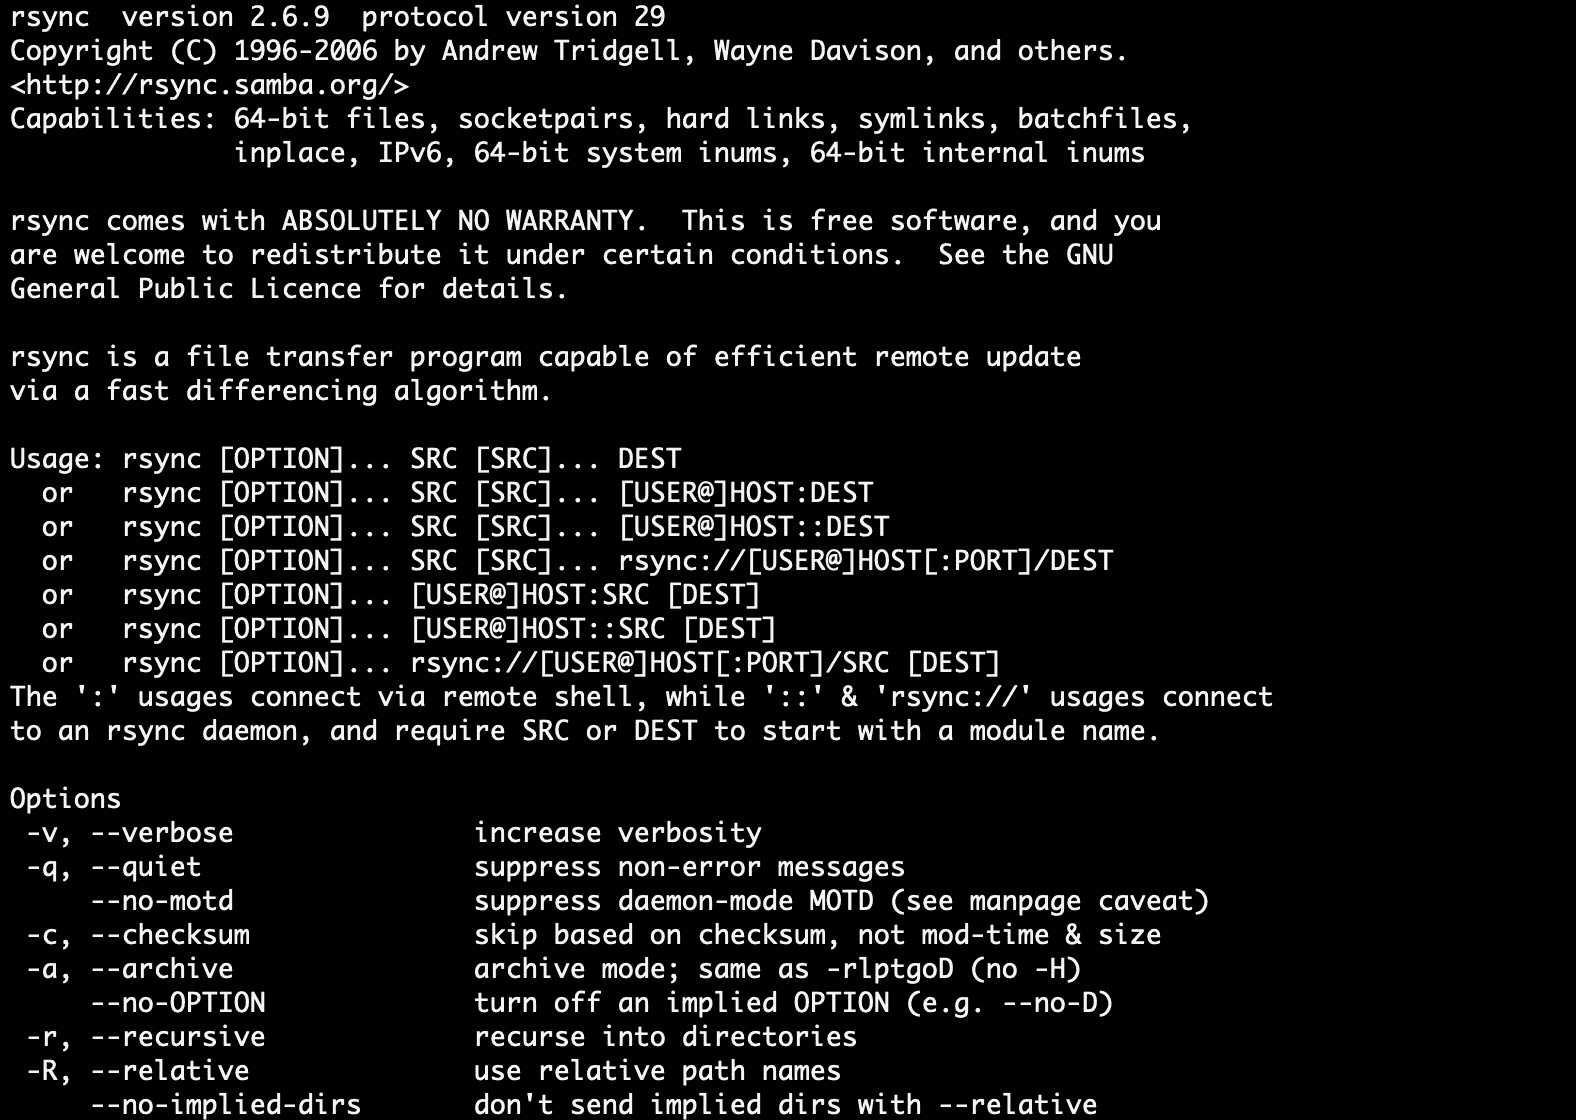 rsync  version 2.6.9  protocol version 29
Copyright (C) 1996-2006 by Andrew Tridgell, Wayne Davison, and others.
<http://rsync.samba.org/>
Capabilities: 64-bit files, socketpairs, hard links, symlinks, batchfiles,
              inplace, IPv6, 64-bit system inums, 64-bit internal inums

rsync comes with ABSOLUTELY NO WARRANTY.  This is free software, and you
are welcome to redistribute it under certain conditions.  See the GNU
General Public Licence for details.

rsync is a file transfer program capable of efficient remote update
via a fast differencing algorithm.

Usage: rsync [OPTION]... SRC [SRC]... DEST
  or   rsync [OPTION]... SRC [SRC]... [USER@]HOST:DEST
  or   rsync [OPTION]... SRC [SRC]... [USER@]HOST::DEST
  or   rsync [OPTION]... SRC [SRC]... rsync://[USER@]HOST[:PORT]/DEST
  or   rsync [OPTION]... [USER@]HOST:SRC [DEST]
  or   rsync [OPTION]... [USER@]HOST::SRC [DEST]
  or   rsync [OPTION]... rsync://[USER@]HOST[:PORT]/SRC [DEST]
The ':' usages connect via remote shell, while '::' & 'rsync://' usages connect
to an rsync daemon, and require SRC or DEST to start with a module name.

Options
 -v, --verbose               increase verbosity
 -q, --quiet                 suppress non-error messages
     --no-motd               suppress daemon-mode MOTD (see manpage caveat)
 -c, --checksum              skip based on checksum, not mod-time & size
 -a, --archive               archive mode; same as -rlptgoD (no -H)
     --no-OPTION             turn off an implied OPTION (e.g. --no-D)
 -r, --recursive             recurse into directories
 -R, --relative              use relative path names
     --no-implied-dirs       don't send implied dirs with --relative